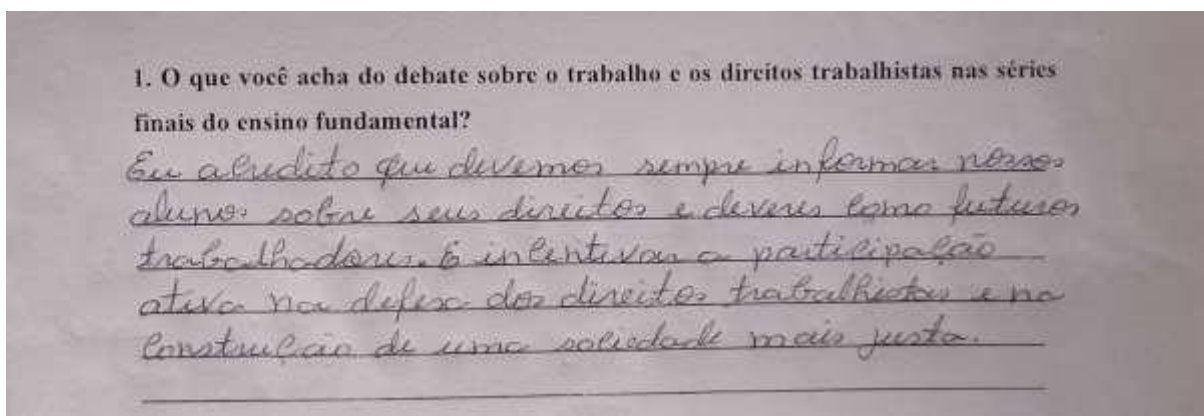 1. O que você acha do debate sobre o trabalho e os direitos trabalhistas nas séries
finais do ensino fundamental?
Eu acredito que devemos sempre informar nossos
alunos sobre seus direitos e deveres como futuros
trabalhadores. E incentivar a participação
ativa na defesa dos direitos trabalhistas e na
construção de uma sociedade mais justa.